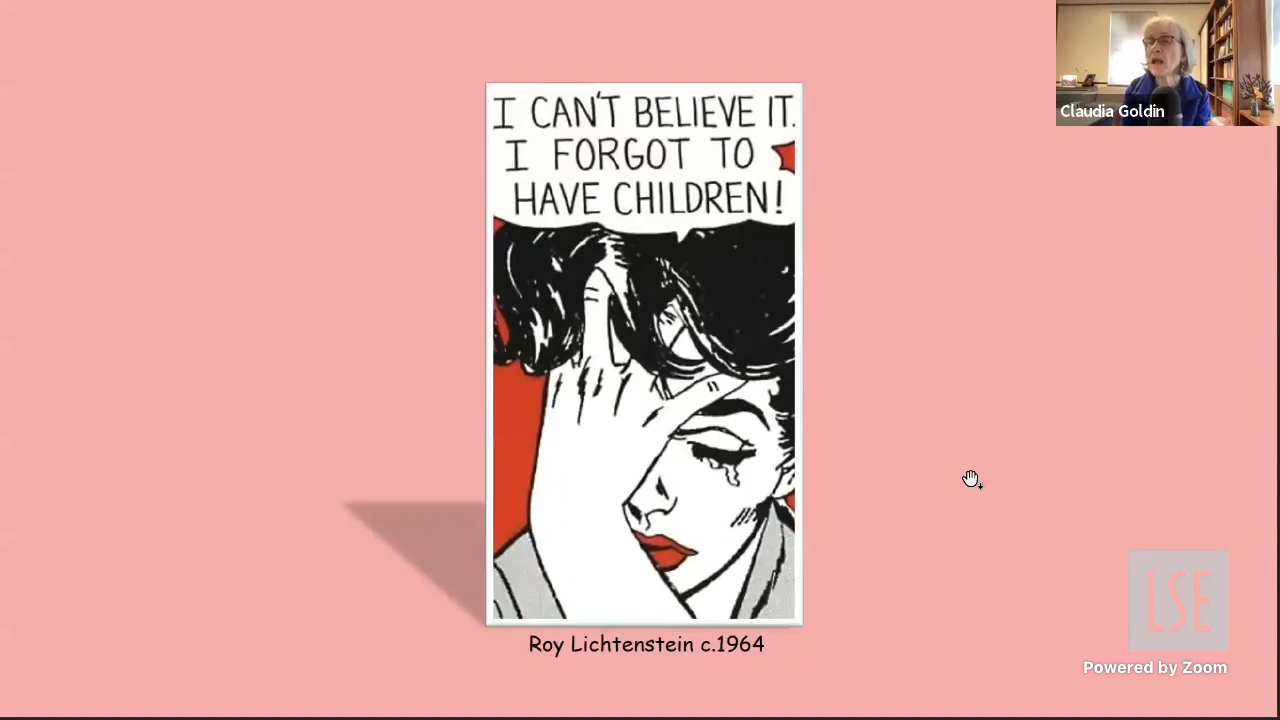 I CAN'T BELIEVE IT.
I FORGOT TO
HAVE CHILDREN!
Roy Lichtenstein c.1964
Claudia Goldin
LSE
Powered by Zoom